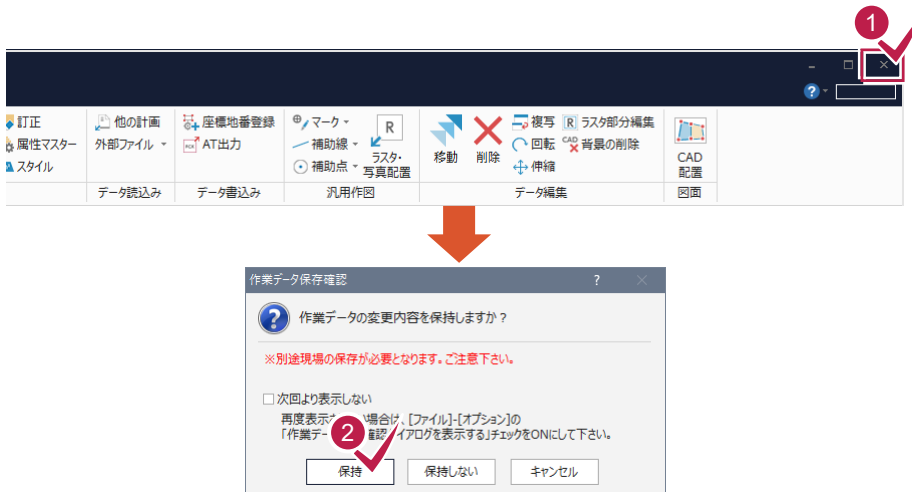 1
訂正
他の計画
座標地番登録
マーク
R
複写
R ラスタ部分編集
属性マスター
外部ファイル
AT出力
補助線
回転
CAD 背景の削除
スタイル
補助点
ラスタ・
写真配置
移動
削除
伸縮
CAD
配置
データ読込み
データ書込み
汎用作図
データ編集
図面
作業データ保存確認
?
作業データの変更内容を保持しますか？
※別途現場の保存が必要となります。ご注意下さい。
次回より表示しない
再度表示 場合は、[ファイル]-[オプション]の
「作業デー 確認 イアログを表示する」チェックをONにして下さい。
2
保持
保持しない
キャンセル